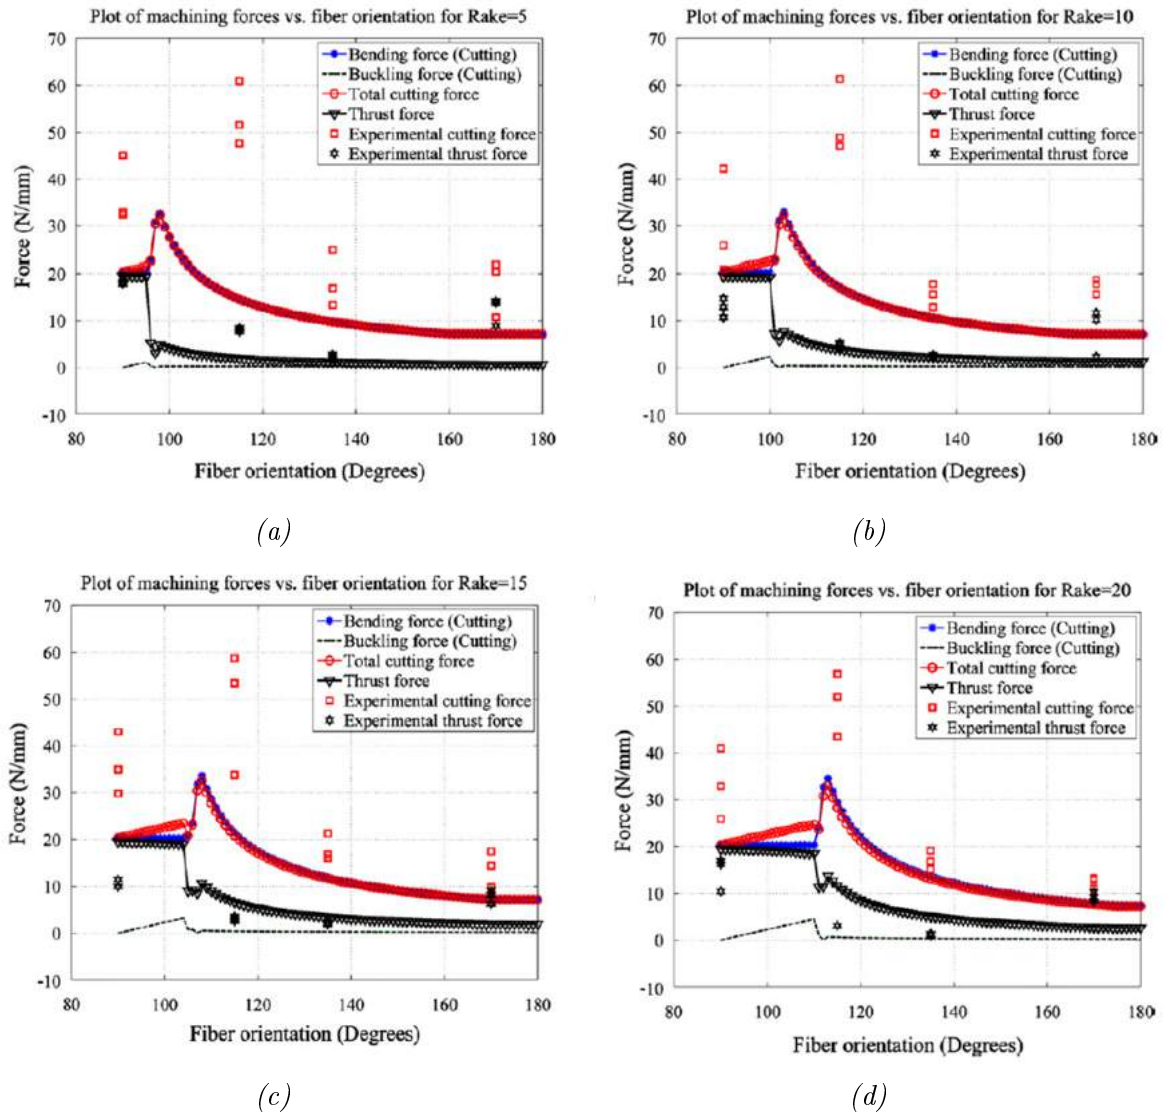 Plot of machining forces vs. fiber orientation for Rake=5
70
60
50
40
30
20
10
0
-10
Force (N/mm)
Bending force (Cutting)
Buckling force (Cutting)
Total cutting force
Thrust force
Experimental cutting force
Experimental thrust force
80 100 120 140 160 180
Fiber orientation (Degrees)
(a)
Plot of machining forces vs. fiber orientation for Rake=10
70
60
50
40
30
20
10
0
-10
Force (N/mm)
Bending force (Cutting)
Buckling force (Cutting)
Total cutting force
Thrust force
Experimental cutting force
Experimental thrust force
80 100 120 140 160 180
Fiber orientation (Degrees)
(b)
Plot of machining forces vs. fiber orientation for Rake=15
70
60
50
40
30
20
10
0
-10
Force (N/mm)
Bending force (Cutting)
Buckling force (Cutting)
Total cutting force
Thrust force
Experimental cutting force
Experimental thrust force
80 100 120 140 160 180
Fiber orientation (Degrees)
(c)
Plot of machining forces vs. fiber orientation for Rake=20
70
60
50
40
30
20
10
0
-10
Force (N/mm)
Bending force (Cutting)
Buckling force (Cutting)
Total cutting force
Thrust force
Experimental cutting force
Experimental thrust force
80 100 120 140 160 180
Fiber orientation (Degrees)
(d)